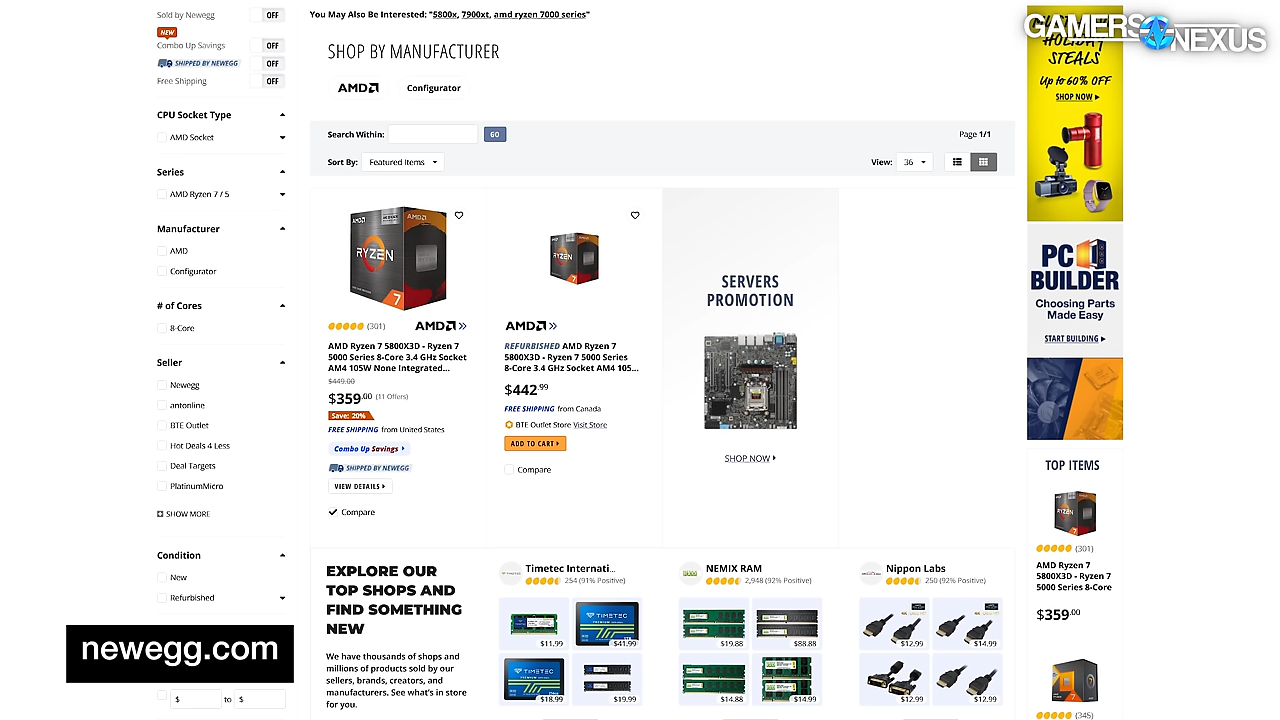 Sold by Newegg OFF
NEW
Combo Up Savings OFF
SHIPPED BY NEWEGG OFF
Free Shipping OFF
CPU Socket Type
AMD Socket
Series
AMD Ryzen 7 / 5
Manufacturer
AMD
Configurator
# of Cores
8-Core
Seller
Newegg
antonline
BTE Outlet
Hot Deals 4 Less
Deal Targets
PlatinumMicro
SHOW MORE
Condition
New
Refurbished
newegg.com
$ to $
You May Also Be Interested: "5800x, 7900xt, amd ryzen 7000 series"
SHOP BY MANUFACTURER
AMD Configurator
Search Within: GO
Page 1/1
Sort By: Featured Items
View: 36
AMD
RYZEN
7
(301) AMD
AMD Ryzen 7 5800X3D - Ryzen 7
5000 Series 8-Core 3.4 GHz Socket
AM4 105W None Integrated...
$449.00
$359.00 (11 Offers)
Save: 20%
FREE SHIPPING from United States
Combo Up Savings
SHIPPED BY NEWEGG
VIEW DETAILS
Compare
RYZEN
7
AMD
REFURBISHED AMD Ryzen 7
5800X3D - Ryzen 7 5000 Series
8-Core 3.4 GHz Socket AM4 105...
$442.99
FREE SHIPPING from Canada
BTE Outlet Store Visit Store
ADD TO CART
Compare
SERVERS
PROMOTION
SHOP NOW
EXPLORE OUR
TOP SHOPS AND
FIND SOMETHING
NEW
We have thousands of shops and
millions of products sold by our
sellers, brands, creators, and
manufacturers. See what's in store
for you.
Timetec Internati...
254 (91% Positive)
TIMETEC
$11.99 $41.99
TIMETEC
$18.99 $19.99
NEMIX RAM
2,948 (92% Positive)
$19.88 $88.88
$14.88 $14.99
Nippon Labs
250 (92% Positive)
$12.99 $14.99
$12.99 $12.99
GAMERS NEXUS
HOLIDAY
STEALS
Up to 60% OFF
SHOP NOW
PC
BUILDER
Choosing Parts
Made Easy
START BUILDING
TOP ITEMS
RYZEN
7
(301)
AMD Ryzen 7
5800X3D - Ryzen 7
5000 Series 8-Core
$359.00
7
(345)